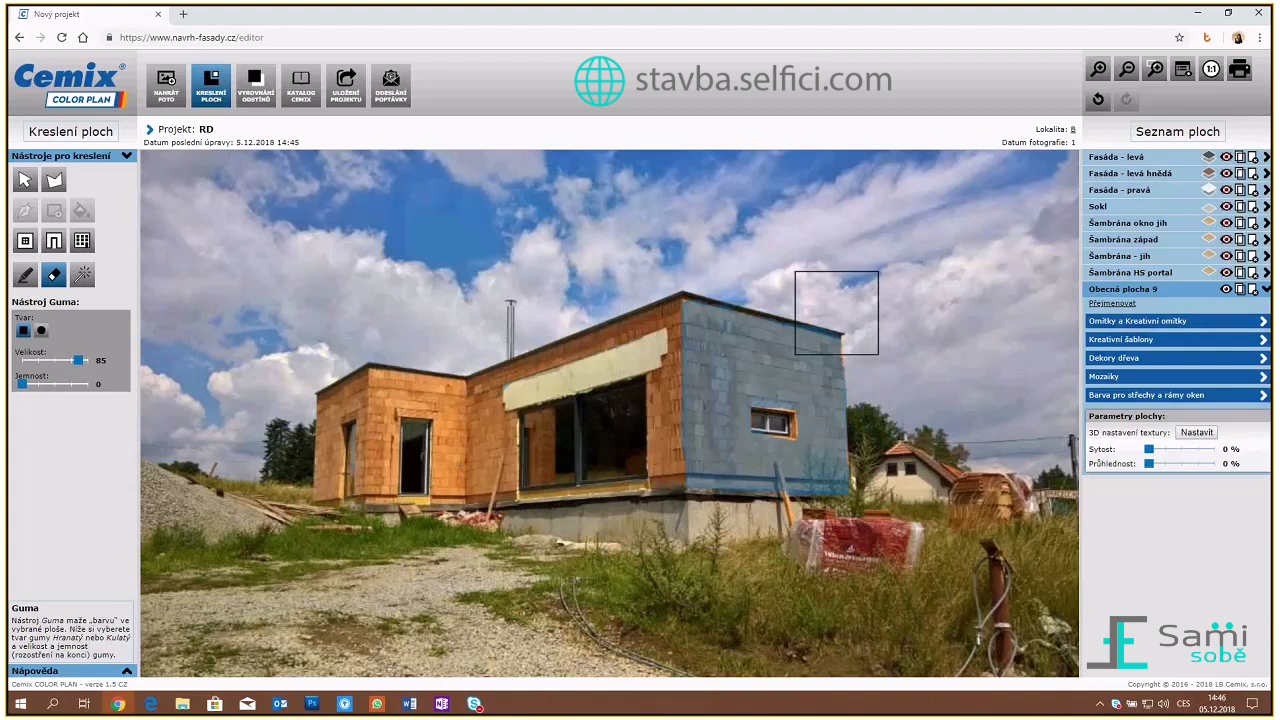 Nový projekt
https://www.navrh-fasady.cz/editor
Cemix®
COLOR PLAN
NAHRÁT FOTO
KRESLENÍ PLOCH
VYROVNÁNÍ ODSTÍNŮ
KATALOG CEMIX
ULOŽENÍ PROJEKTU
ODESLÁNÍ POPTÁVKY
stavba.selfici.com
1:1
Kreslení ploch
Projekt: RD
Lokalita: B
Datum poslední úpravy: 5.12.2018 14:45
Datum fotografie: 1
Seznam ploch
Nástroje pro kreslení
Nástroj Guma:
Tvar:
Velikost: 85
Jemnost: 0
Fasáda - levá
Fasáda - levá hnědá
Fasáda - pravá
Sokl
Šambrána okno jih
Šambrána západ
Šambrána - jih
Šambrána HS portal
Obecná plocha 9
Přejmenovat
Omítky a Kreativní omítky
Kreativní šablony
Dekory dřeva
Mozaiky
Barva pro střechy a rámy oken
Parametry plochy:
3D nastavení textury: Nastavit
Sytost: 0 %
Průhlednost: 0 %
Guma
Nástroj Guma maže „barvu" ve
vybrané ploše. Níže si vyberete
tvar gumy Hranatý nebo Kulatý
a velikost a jemnost
(rozostření na konci) gumy.
Nápověda
Sami
sobě
Cemix COLOR PLAN - verze 1.5 CZ
Copyright © 2016 - 2018 LB Cemix, s.r.o.
CES
14:46
05.12.2018